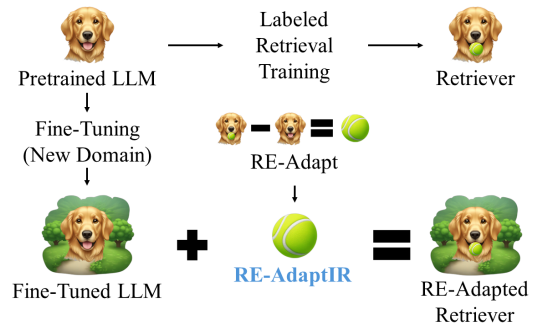 Pretrained LLM
Labeled
Retrieval
Training
Retriever
Fine-Tuning
(New Domain)
RE-Adapt
Fine-Tuned LLM
RE-AdaptIR
RE-Adapted
Retriever